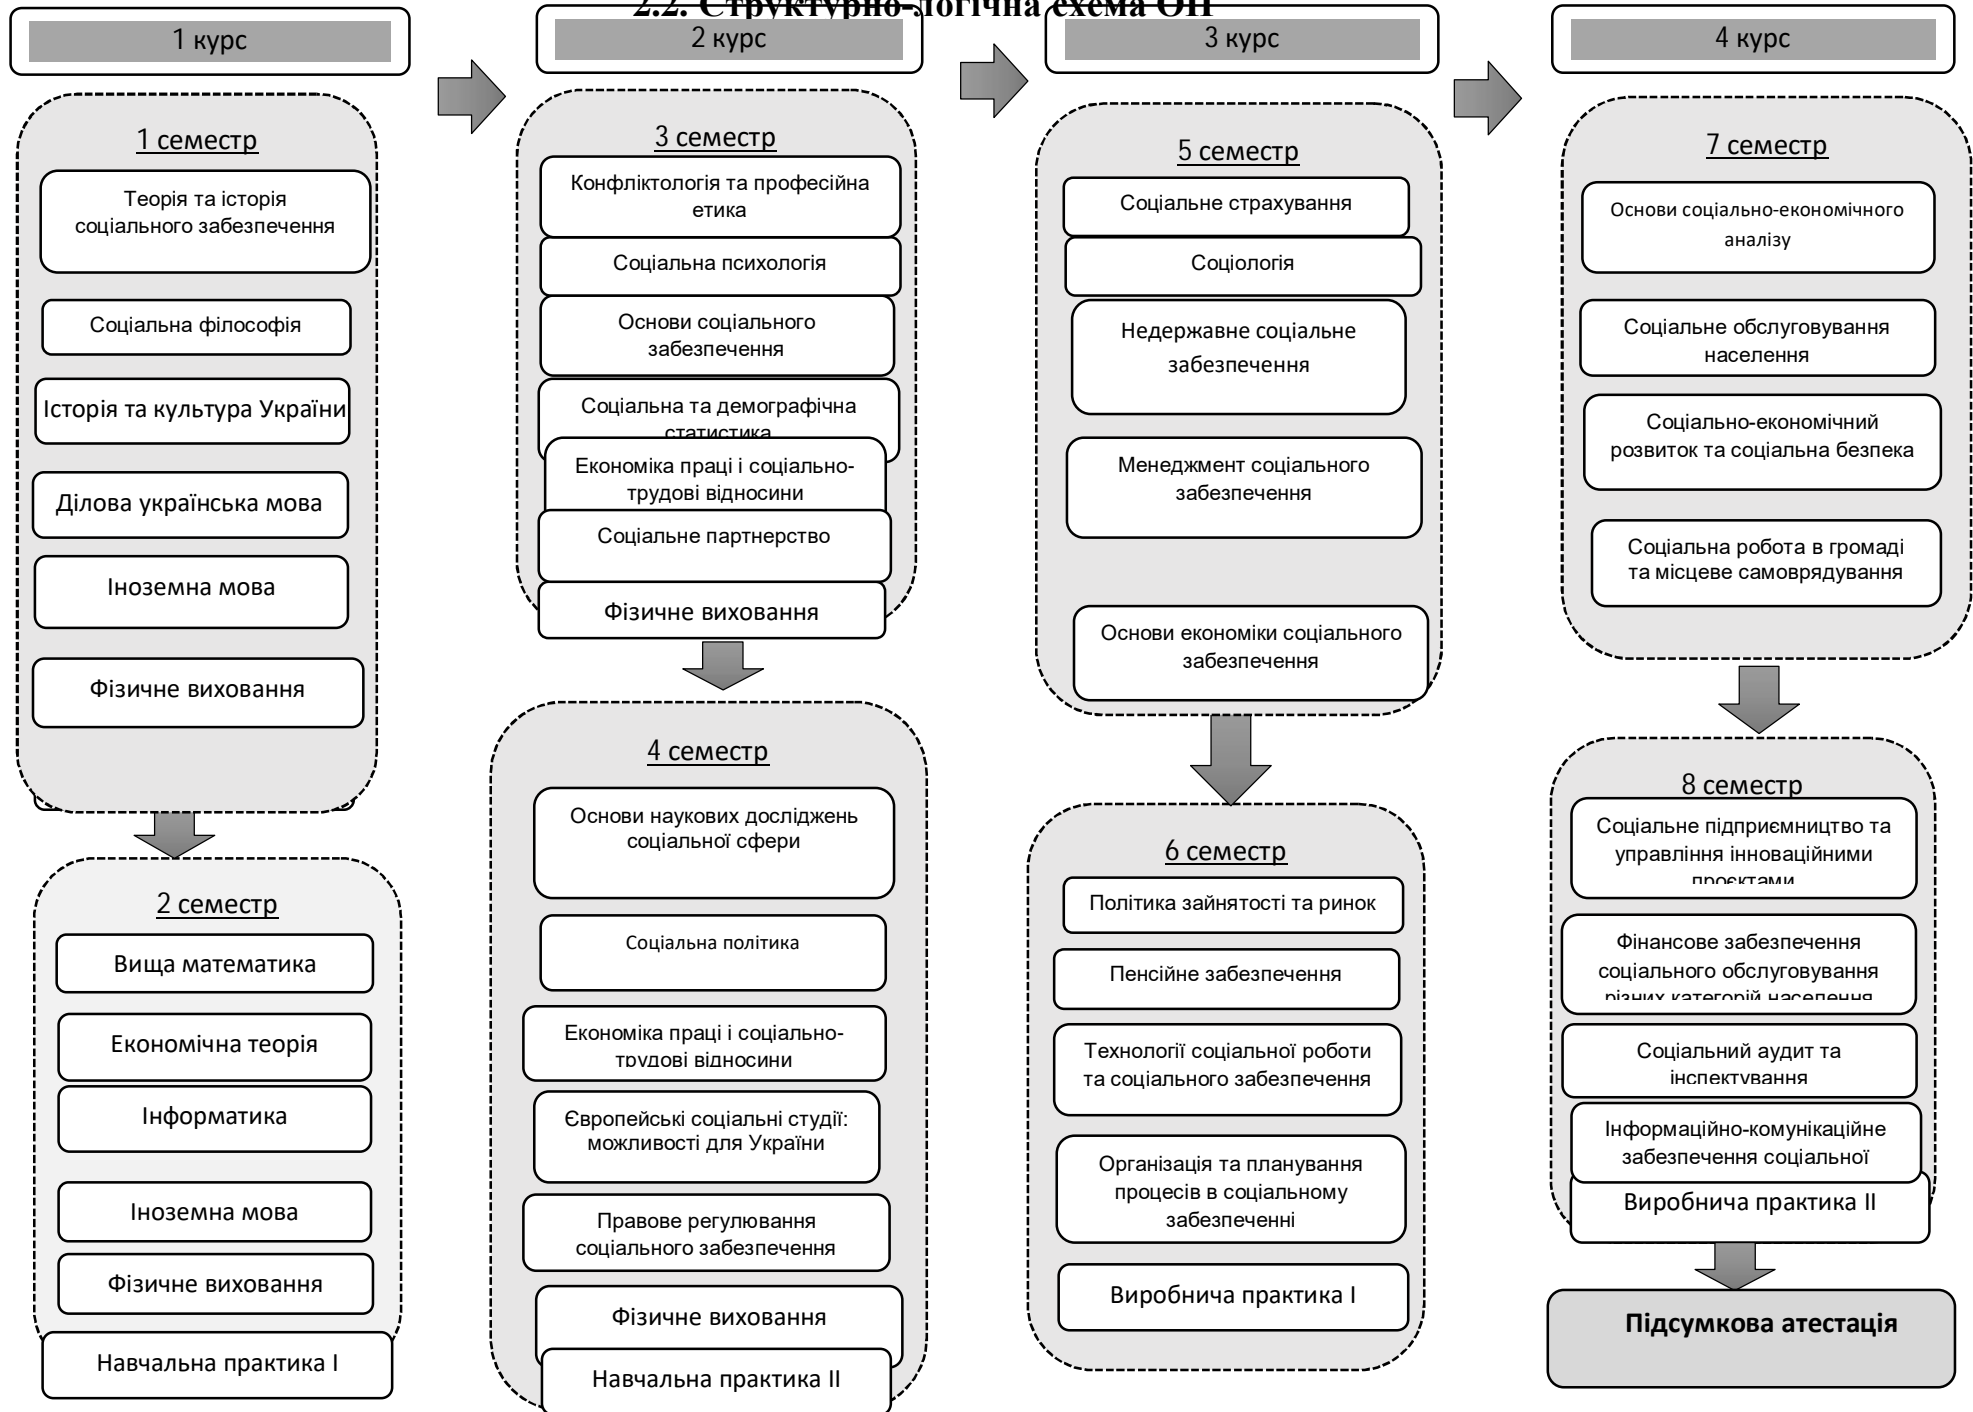 2.2. Структурно-логічна схема ОП
1 курс
2 курс
3 курс
4 курс
1 семестр
Теорія та історія
соціального забезпечення
Соціальна філософія
Історія та культура України
Ділова українська мова
Іноземна мова
Фізичне виховання
2 семестр
Вища математика
Економічна теорія
Інформатика
Іноземна мова
Фізичне виховання
Навчальна практика І
3 семестр
Конфліктологія та професійна
етика
Соціальна психологія
Основи соціального
забезпечення
Соціальна та демографічна
статистика
Економіка праці і соціально-
трудові відносини
Соціальне партнерство
Фізичне виховання
4 семестр
Основи наукових досліджень
соціальної сфери
Соціальна політика
Економіка праці і соціально-
трудові відносини
Європейські соціальні студії:
можливості для України
Правове регулювання
соціального забезпечення
Фізичне виховання
Навчальна практика ІІ
5 семестр
Соціальне страхування
Соціологія
Недержавне соціальне
забезпечення
Менеджмент соціального
забезпечення
Основи економіки соціального
забезпечення
6 семестр
Політика зайнятості та ринок
Пенсійне забезпечення
Технології соціальної роботи
та соціального забезпечення
Організація та планування
процесів в соціальному
забезпеченні
Виробнича практика І
7 семестр
Основи соціально-економічного
аналізу
Соціальне обслуговування
населення
Соціально-економічний
розвиток та соціальна безпека
Соціальна робота в громаді
та місцеве самоврядування
8 семестр
Соціальне підприємництво та
управління інноваційними
проєктами
Фінансове забезпечення
соціального обслуговування
різних категорій населення
Соціальний аудит та
інспектування
Інформаційно-комунікаційне
забезпечення соціальної
Виробнича практика ІІ
Підсумкова атестація